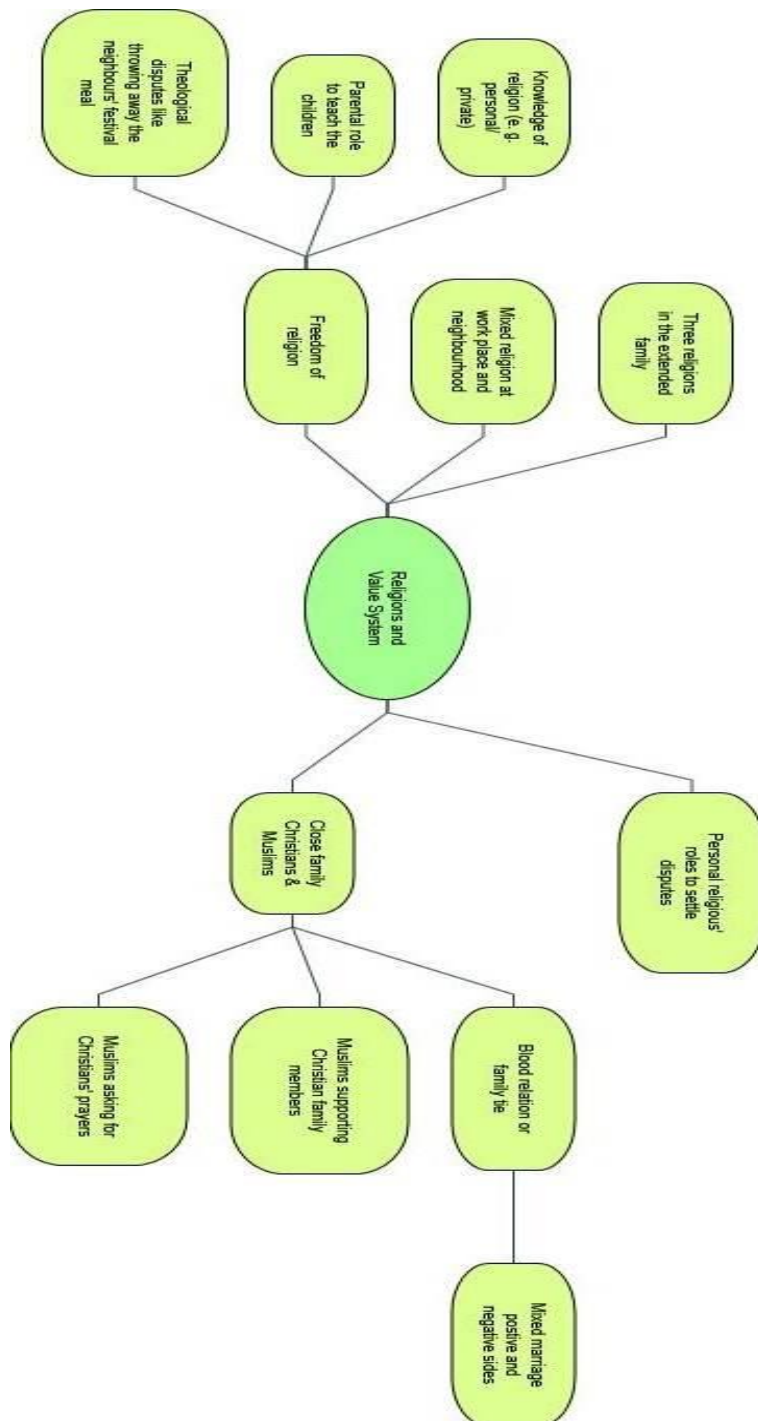 Knowledge of
religion (e. g.
personal/
private)
Parental role
to teach the
children
Theological
disputes like
throwing away the
neighbours' festival
meal
Three religions
in the extended
family
Mixed religion at
work place and
neighbourhood
Freedom of
religion
Religions and
Value System
Personal religious'
roles to settle
disputes
Close family
Christians &
Muslims
Blood relation or
family tie
Muslims supporting
Christian family
members
Muslims asking for
Christians' prayers
Mixed marriage
postive and
negative sides